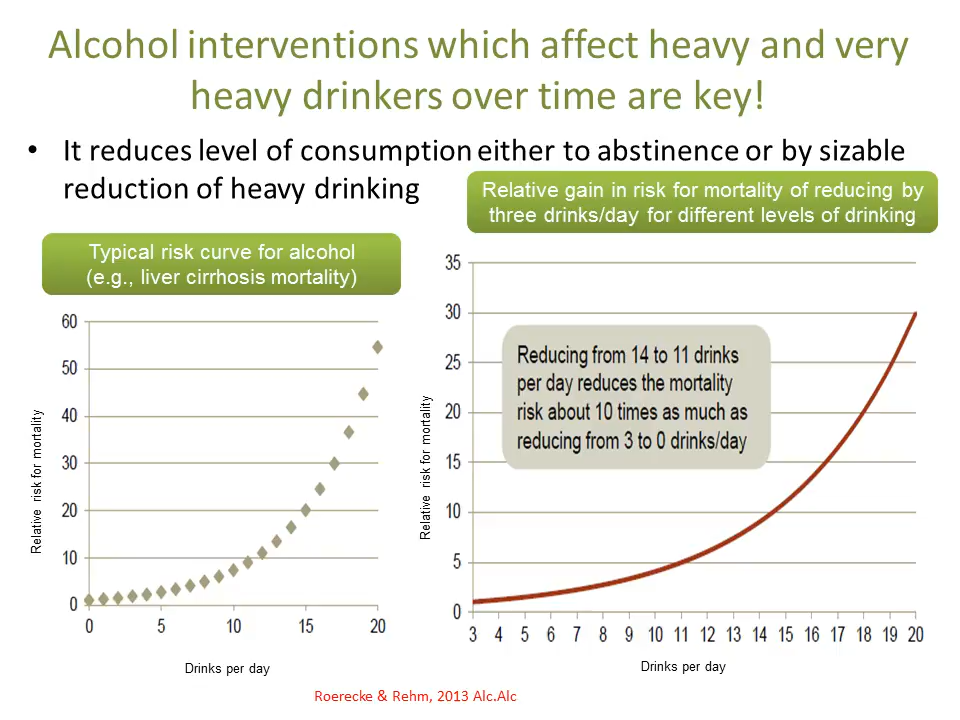 Alcohol interventions which affect heavy and very
heavy drinkers over time are key!
• It reduces level of consumption either to abstinence or by sizable
reduction of heavy drinking
Relative gain in risk for mortality of reducing by
three drinks/day for different levels of drinking
Typical risk curve for alcohol
(e.g., liver cirrhosis mortality)
60
50
40
30
20
10
0
0 5 10 15 20
Relative risk for mortality
Drinks per day
35
30
25
20
15
10
5
0
3 4 5 6 7 8 9 10 11 12 13 14 15 16 17 18 19 20
Relative risk for mortality
Reducing from 14 to 11 drinks
per day reduces the mortality
risk about 10 times as much as
reducing from 3 to 0 drinks/day
Drinks per day
Roerecke & Rehm, 2013 Alc.Alc